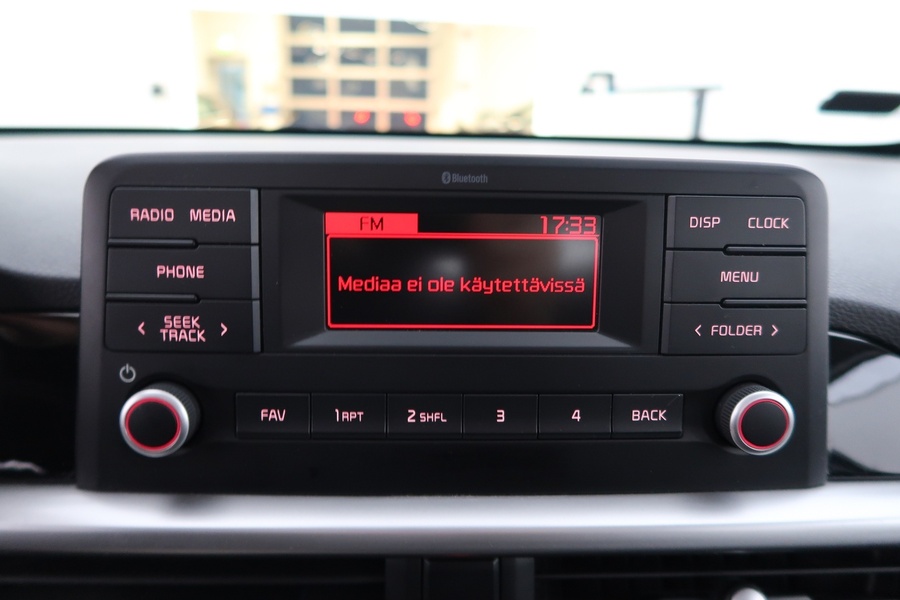 Bluetooth
RADIO MEDIA
PHONE
< SEEK TRACK >
FM 17:33
Mediaa ei ole käytettävissä
DISP CLOCK
MENU
< FOLDER >
FAV 1 RPT 2 SHFL 3 4 BACK